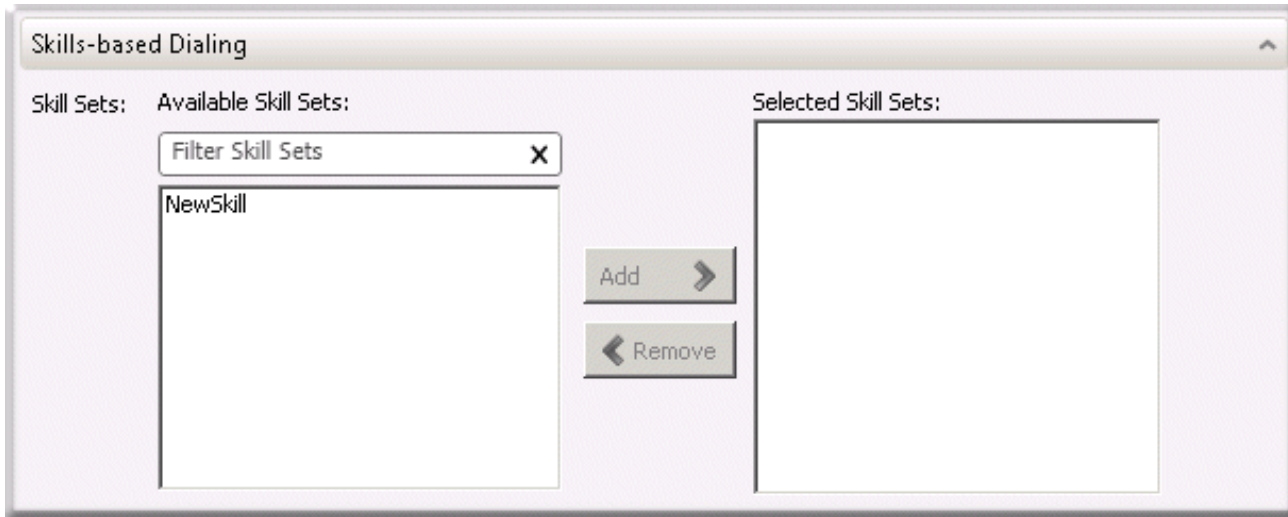 Skills-based Dialing
Skill Sets: Available Skill Sets: Selected Skill Sets:
Filter Skill Sets
NewSkill
Add
Remove